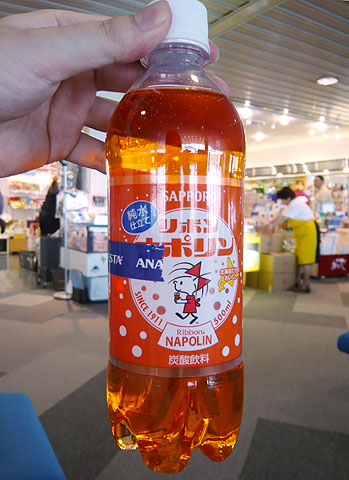 SAPPORO
純水
仕立て
リボン
ナポリン
STA ANA
SINCE 1911
500ml
Ribbon
NAPOLIN
炭酸飲料